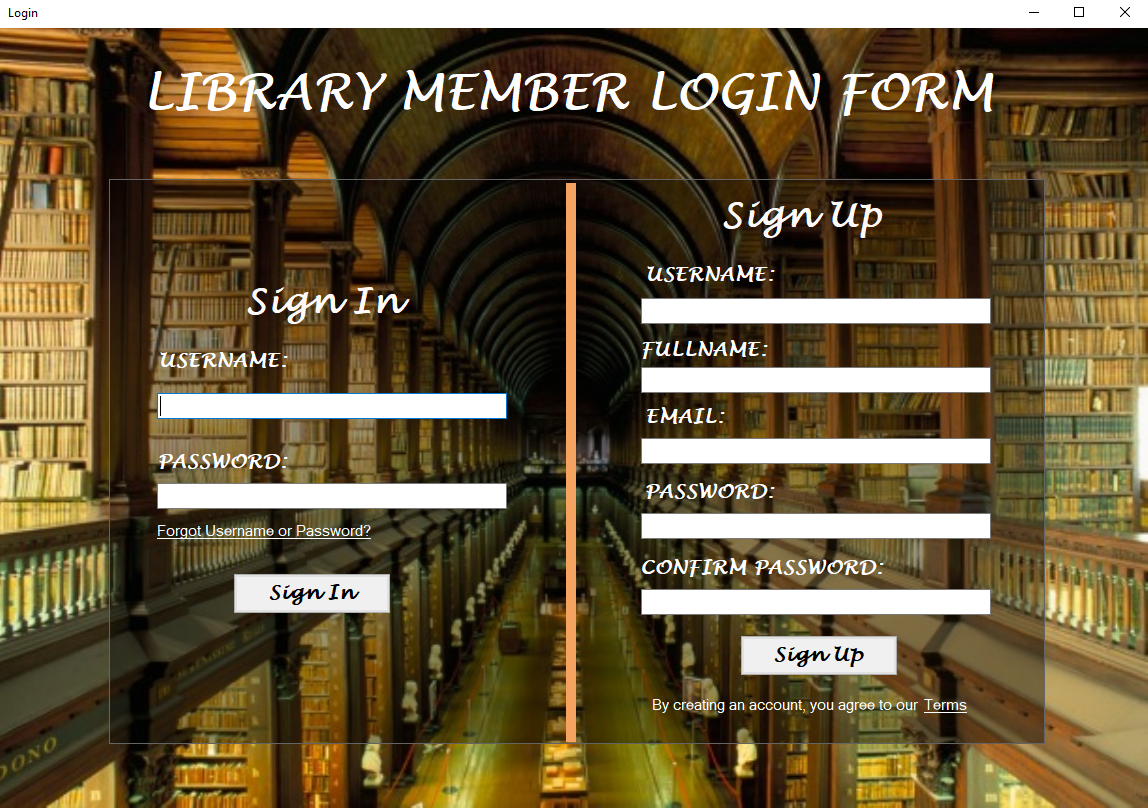 Login
LIBRARY MEMBER LOGIN FORM
Sign In
USERNAME:
PASSWORD:
Forgot Username or Password?
Sign In
Sign Up
USERNAME:
FULLNAME:
EMAIL:
PASSWORD:
CONFIRM PASSWORD:
Sign Up
By creating an account, you agree to our Terms
DONO